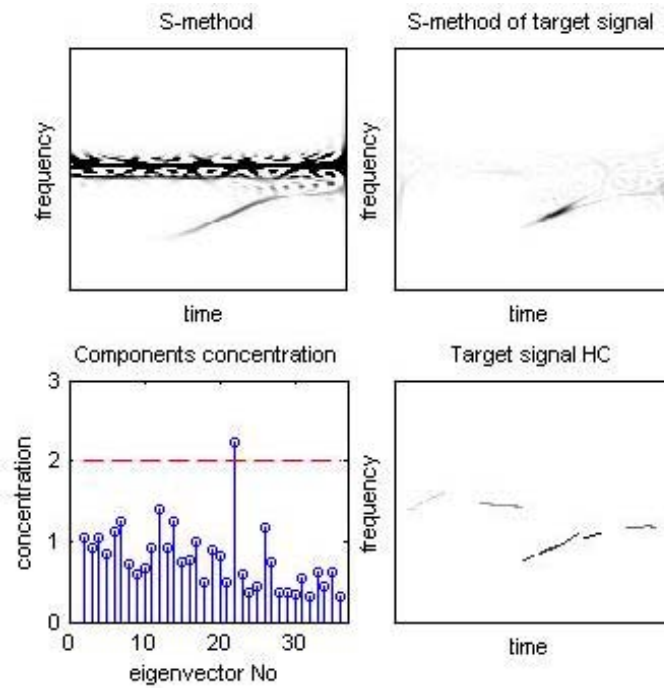 S-method
frequency
time
S-method of target signal
frequency
time
Components concentration
concentration
3
2
1
0
0 10 20 30
eigenvector No
Target signal HC
frequency
time